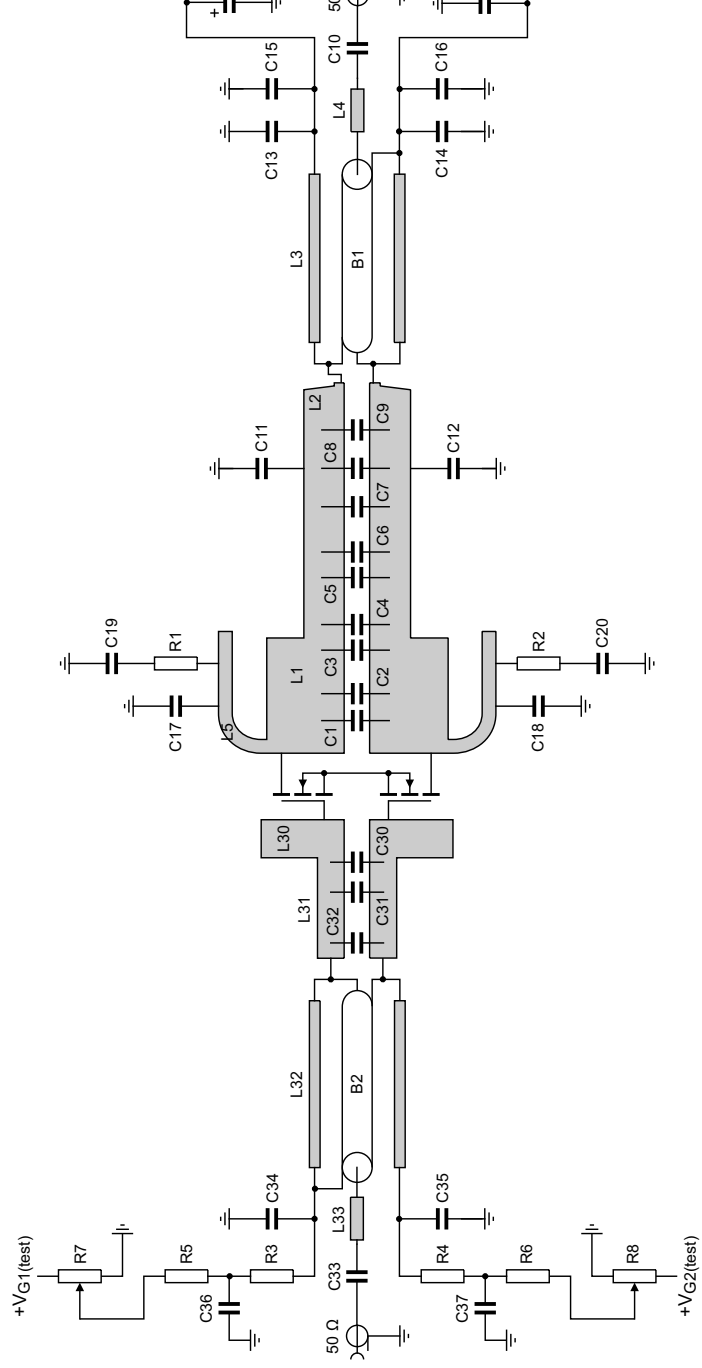 +
50
C10
C15
C16
L4
C13
C14
L3
B1
L2
C11
C8
C9
C12
C7
C6
C5
C4
C19
R1
R2
C20
L1
C3
C2
C17
L5
C1
C18
L30
C30
L31
C32
C31
L32
B2
C34
L33
C35
+VG1(test)
R7
R5
R3
C36
C33
R4
R6
C37
R8
50 Ω
+VG2(test)